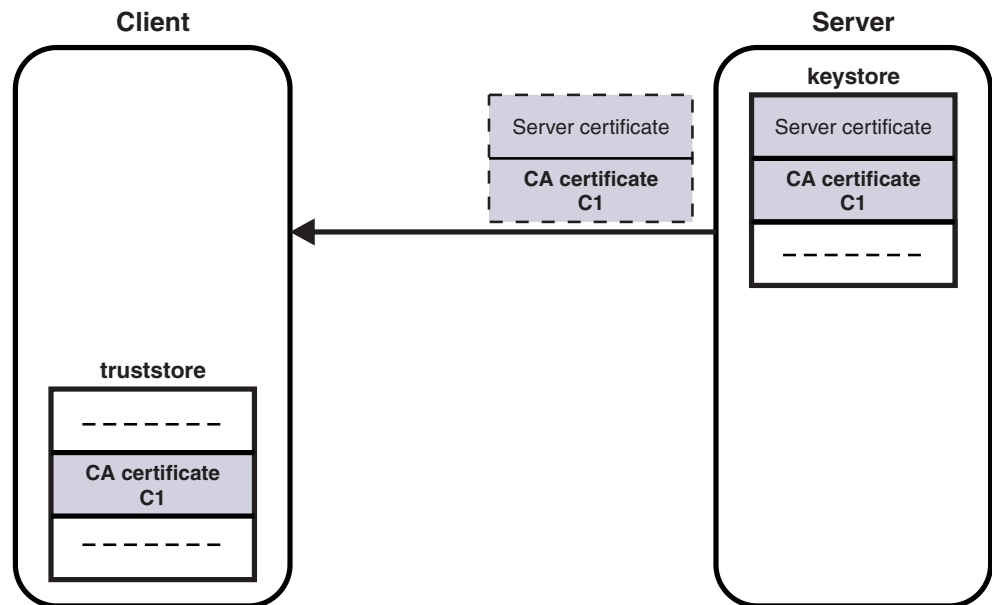 Client
Server
keystore
Server certificate
CA certificate
C1
Server certificate
CA certificate
C1
truststore
CA certificate
C1